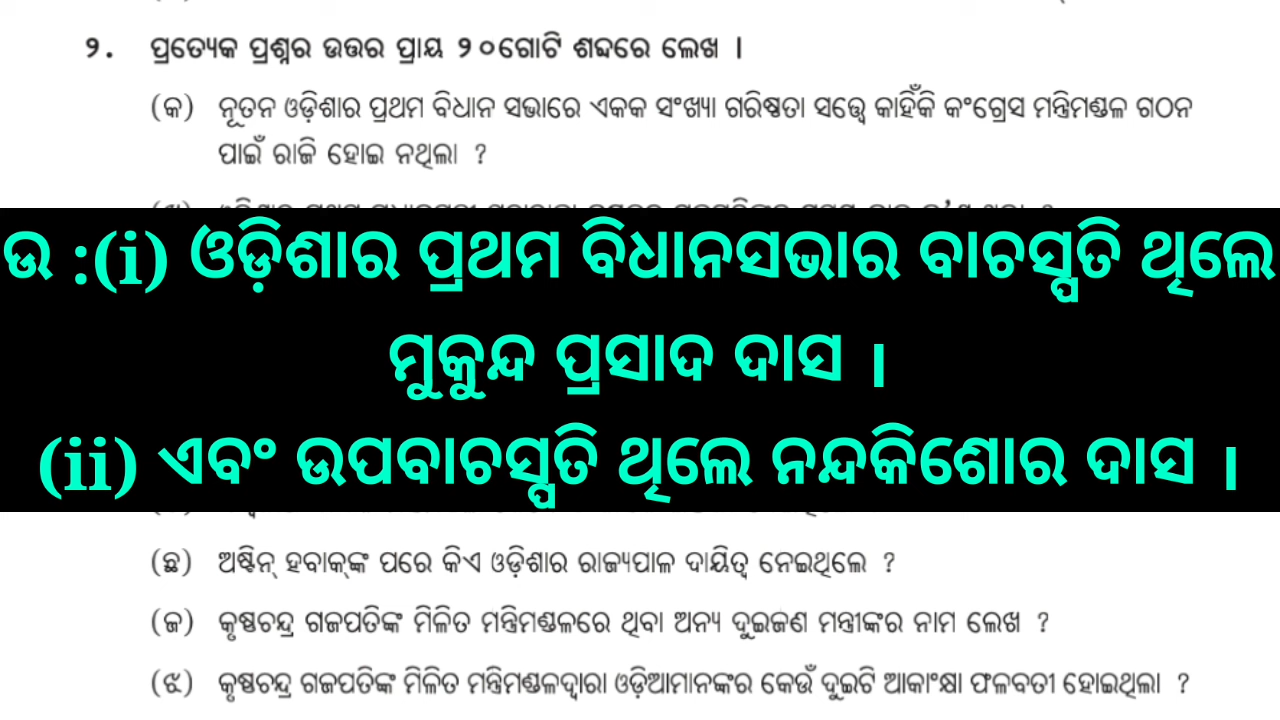 ୨. ପ୍ରତ୍ୟେକ ପ୍ରଶ୍ନର ଉତ୍ତର ପ୍ରାୟ ୨୦ଗୋଟି ଶବ୍ଦରେ ଲେଖ ।
(କ) ନୂତନ ଓଡ଼ିଶାର ପ୍ରଥମ ବିଧାନ ସଭାରେ ଏକକ ସଂଖ୍ୟା ଗରିଷ୍ଠତା ସତ୍ତ୍ୱେ କାହିଁକି କଂଗ୍ରେସ ମନ୍ତ୍ରିମଣ୍ଡଳ ଗଠନ
ପାଇଁ ରାଜି ହୋଇ ନଥିଲା ?
ଉ :(i) ଓଡ଼ିଶାର ପ୍ରଥମ ବିଧାନସଭାର ବାଚସ୍ପତି ଥିଲେ
ମୁକୁନ୍ଦ ପ୍ରସାଦ ଦାସ ।
(ii) ଏବଂ ଉପବାଚସ୍ପତି ଥିଲେ ନନ୍ଦକିଶୋର ଦାସ ।
(ଛ) ଅଷ୍ଟିନ୍ ହବାକ୍‌ଙ୍କ ପରେ କିଏ ଓଡ଼ିଶାର ରାଜ୍ୟପାଳ ଦାୟିତ୍ୱ ନେଇଥିଲେ ?
(ଜ) କୃଷ୍ଣଚନ୍ଦ୍ର ଗଜପତିଙ୍କ ମିଳିତ ମନ୍ତ୍ରିମଣ୍ଡଳରେ ଥିବା ଅନ୍ୟ ଦୁଇଜଣ ମନ୍ତ୍ରୀଙ୍କର ନାମ ଲେଖ ?
(ଝ) କୃଷ୍ଣଚନ୍ଦ୍ର ଗଜପତିଙ୍କ ମିଳିତ ମନ୍ତ୍ରିମଣ୍ଡଳଦ୍ୱାରା ଓଡ଼ିଆମାନଙ୍କର କେଉଁ ଦୁଇଟି ଆକାଂକ୍ଷା ଫଳବତୀ ହୋଇଥିଲା ?